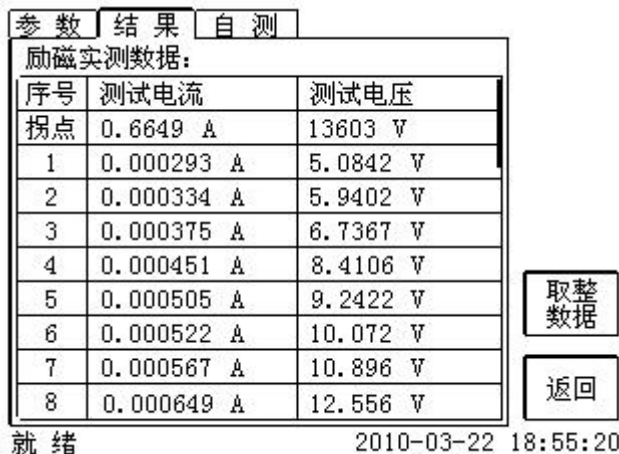 参 数 结 果 自 测
励磁实测数据:
序号 测试电流 测试电压
拐点 0.6649 A 13603 V
1 0.000293 A 5.0842 V
2 0.000334 A 5.9402 V
3 0.000375 A 6.7367 V
4 0.000451 A 8.4106 V
5 0.000505 A 9.2422 V
6 0.000522 A 10.072 V
7 0.000567 A 10.896 V
8 0.000649 A 12.556 V
取整
数据
返回
就 绪 2010-03-22 18:55:20